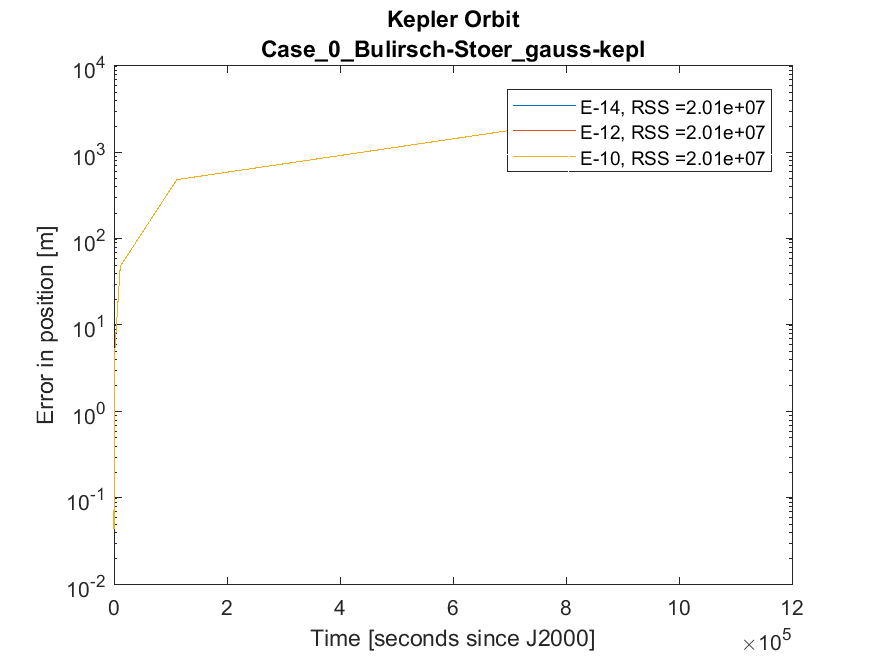 Kepler Orbit
Case_0_Bulirsch-Stoer_gauss-kepl
10^4
10^3
10^2
10^1
10^0
10^-1
10^-2
Error in position [m]
E-14, RSS =2.01e+07
E-12, RSS =2.01e+07
E-10, RSS =2.01e+07
0 2 4 6 8 10 12
Time [seconds since J2000]
×10^5